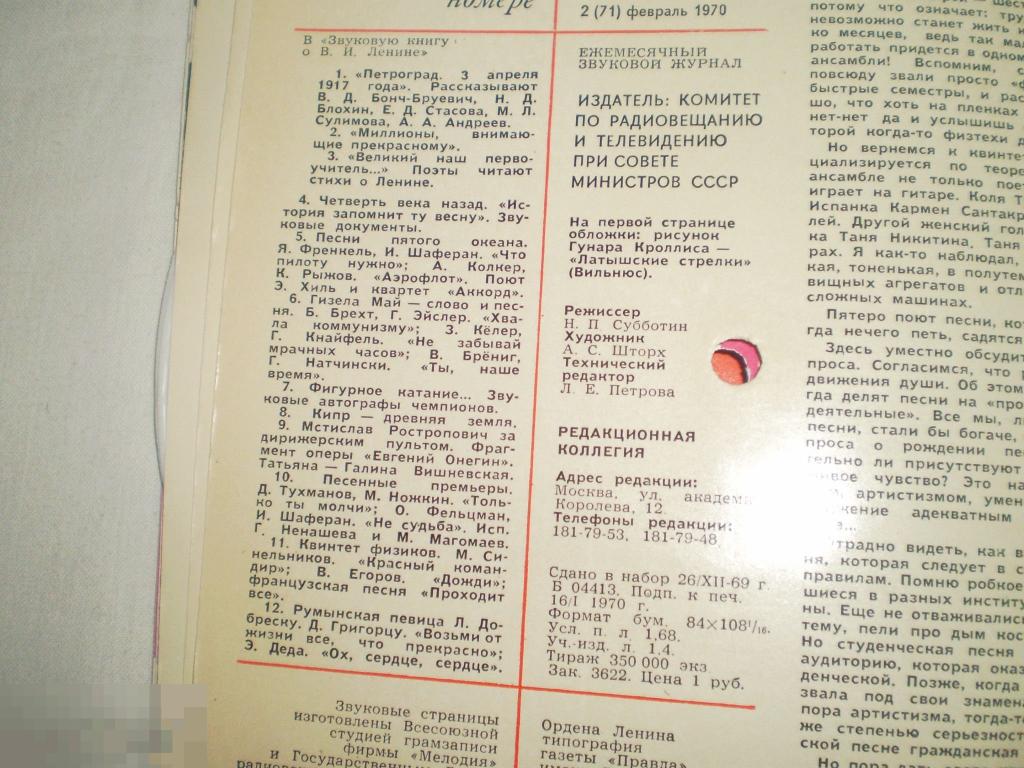 номере
В «Звуковую книгу
о В. И. Ленине»
1. «Петроград. 3 апреля
1917 года». Рассказывают
В. Д. Бонч-Бруевич, Н. Д.
Блохин, Е. Д. Стасова, М. Л.
Сулимова, А. А. Андреев.
2. «Миллионы, внимаю-
щие прекрасному».
3. «Великий наш перво-
учитель...» Поэты читают
стихи о Ленине.
4. Четверть века назад. «Ис-
тория запомнит ту весну». Зву-
ковые документы.
5. Песни пятого океана.
Я. Френкель, И. Шаферан. «Что
пилоту нужно»; А. Колкер,
К. Рыжов. «Аэрофлот». Поют
Э. Хиль и квартет «Аккорд».
6. Гизела Май — слово и пес-
ня. Б. Брехт, Г. Эйслер. «Хва-
ла коммунизму»; З. Кёлер,
Г. Кнайфель. «Не забывай
мрачных часов»; В. Брёниг,
Г. Натчински. «Ты, наше
время».
7. Фигурное катание... Зву-
ковые автографы чемпионов.
8. Кипр — древняя земля.
9. Мстислав Ростропович за
дирижерским пультом. Фраг-
мент оперы «Евгений Онегин».
Татьяна — Галина Вишневская.
10. Песенные премьеры.
Д. Тухманов, М. Ножкин. «Толь-
ко ты молчи»; О. Фельцман,
И. Шаферан. «Не судьба». Исп.
Г. Ненашева и М. Магомаев.
11. Квинтет физиков. М. Си-
нельников. «Красный коман-
дир»; В. Егоров. «Дожди»;
французская песня «Проходит
все».
12. Румынская певица Л. До-
бреску. Д. Григорцу. «Возьми от
жизни все, что прекрасно»;
Э. Деда. «Ох, сердце, сердце».
Звуковые страницы
изготовлены Всесоюзной
студией грамзаписи
фирмы «Мелодия»
и Государственным
2 (71) февраль 1970
ЕЖЕМЕСЯЧНЫЙ
ЗВУКОВОЙ ЖУРНАЛ
ИЗДАТЕЛЬ: КОМИТЕТ
ПО РАДИОВЕЩАНИЮ
И ТЕЛЕВИДЕНИЮ
ПРИ СОВЕТЕ
МИНИСТРОВ СССР
На первой странице
обложки: рисунок
Гунара Кроллиса —
«Латышские стрелки»
(Вильнюс).
Режиссер
Н. П Субботин
Художник
А. С. Шторх
Технический
редактор
Л. Е. Петрова
РЕДАКЦИОННАЯ
КОЛЛЕГИЯ
Адрес редакции:
Москва, ул. академи
Королева, 12.
Телефоны редакции:
181-79-53, 181-79-48
Сдано в набор 26/XII-69 г.
Б 04413. Подп. к печ.
16/I 1970 г.
Формат бум. 84×108¹/₁₆.
Усл. п. л. 1,68.
Уч.-изд. л. 1,4.
Тираж 350 000 экз
Зак. 3622. Цена 1 руб.
Ордена Ленина
типография
газеты «Правда»
потому что означает: тру
невозможно станет жить и
ко месяцев, ведь так ма
работать придется в одном
ансамбли! Вспомним, с
повсюду звали просто «ф
быстрые семестры, и рас
шо, что хоть на пленках
нет-нет да и услышишь
торой когда-то физтехи д
Но вернемся к квинте
циализируется по теоре
ансамбле не только поет
играет на гитаре. Коля Т
Испанка Кармен Сантакр
лей. Другой женский гол
ка Таня Никитина. Таня
рах. Я как-то наблюдал,
кая, тоненькая, в полутем
вищных агрегатов и отл
сложных машинах.
Пятеро поют песни, ко
гда нечего петь, садятся
Здесь уместно обсудит
проса. Согласимся, что
движения души. Об этом
гда делят песни на «про
деятельные». Все мы, лю
песни, стали бы богаче,
проса о рождении пе
тельно ли присутствуют
живое чувство? Это на
артистизмом, умен
жение адекватным
Отрадно видеть, как в
ня, которая следует в с
правилам. Помню робкое
шиеся в разных институ
ны. Еще не отваживались
тему, пели про дым кос
Но студенческая песня
аудиторию, которая оказ
денческой. Позже, когда
звала под свои знамена
пора артистизма, тогда-т
же степенью серьезност
ской песне гражданская
Но пора дать